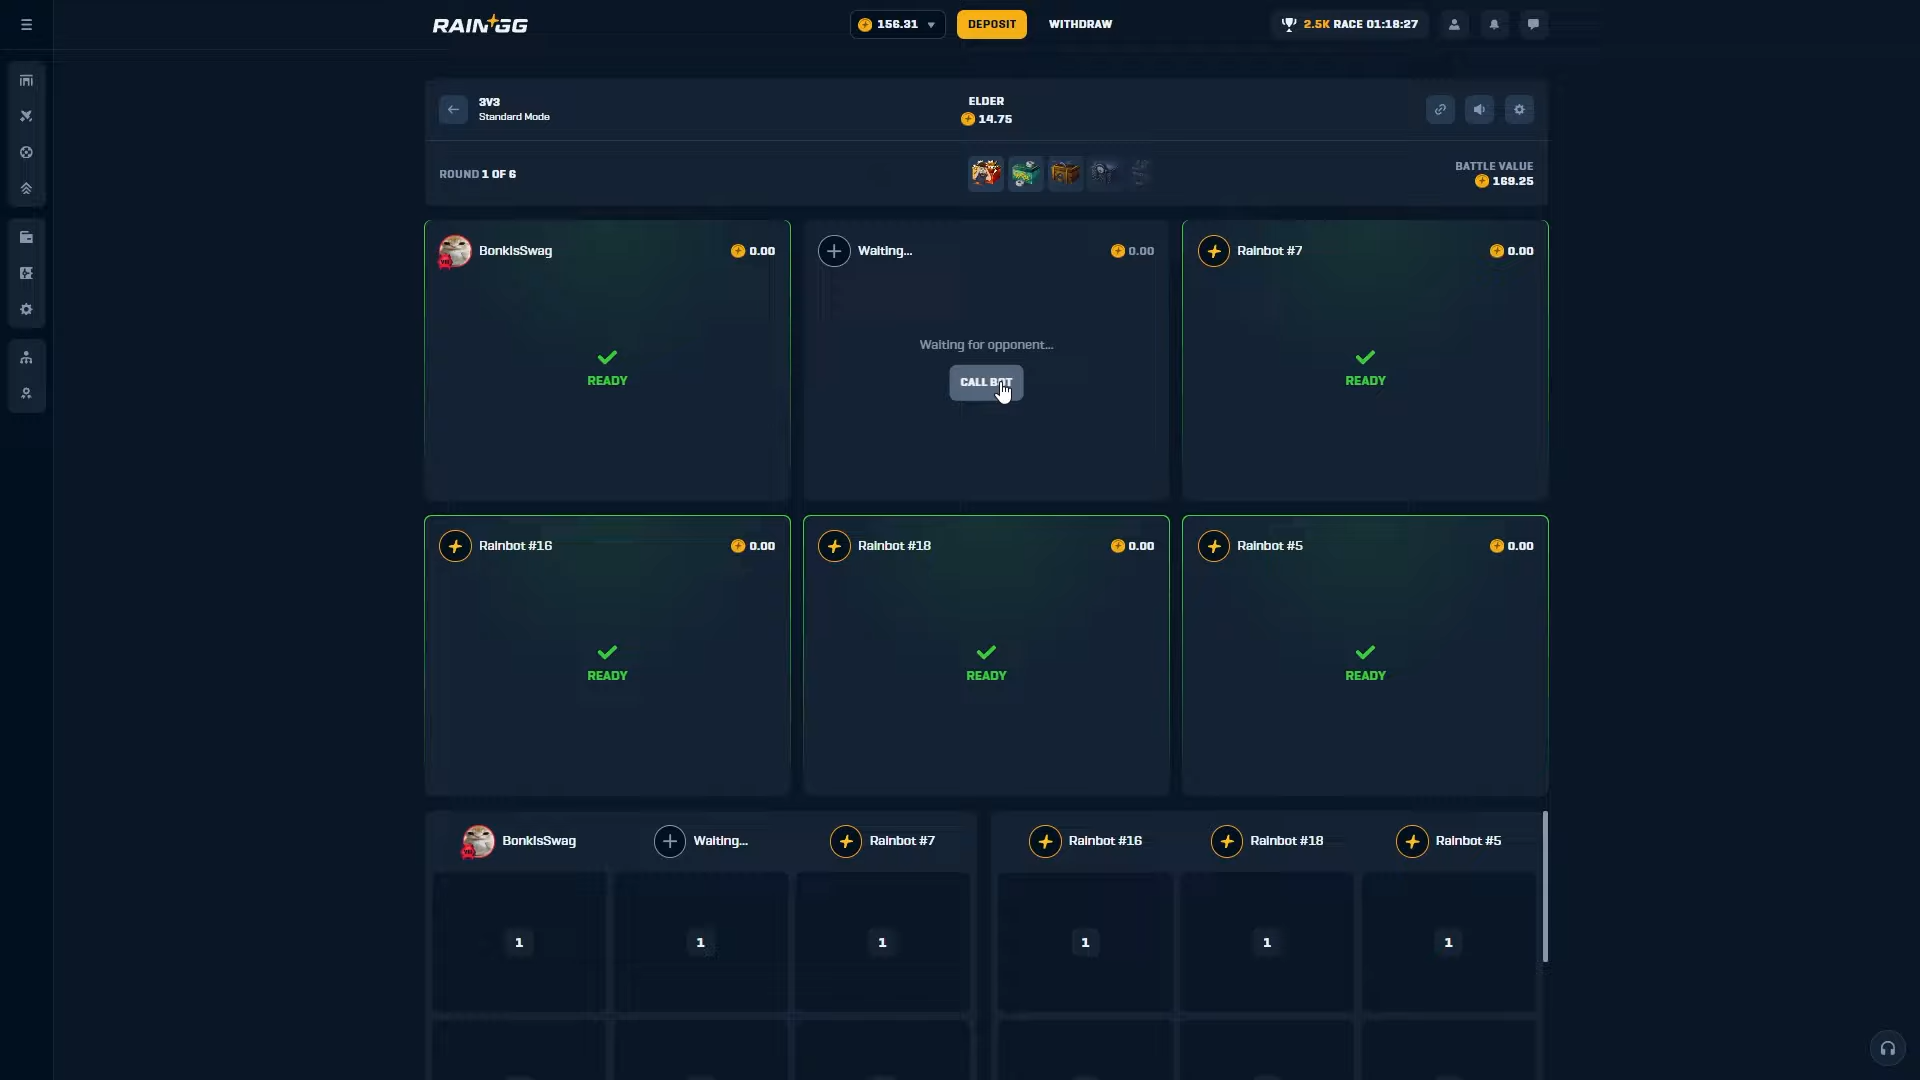 RAIN GG
156.31
DEPOSIT
WITHDRAW
2.5K RACE 01:18:27
3V3
Standard Mode
ELDER
14.75
ROUND 1 OF 6
BATTLE VALUE
169.25
BonkIsSwag
0.00
Waiting...
0.00
Rainbot #7
0.00
READY
Waiting for opponent...
CALL BOT
READY
Rainbot #16
0.00
Rainbot #18
0.00
Rainbot #5
0.00
READY
READY
READY
BonkIsSwag
Waiting...
Rainbot #7
Rainbot #16
Rainbot #18
Rainbot #5
1
1
1
1
1
1